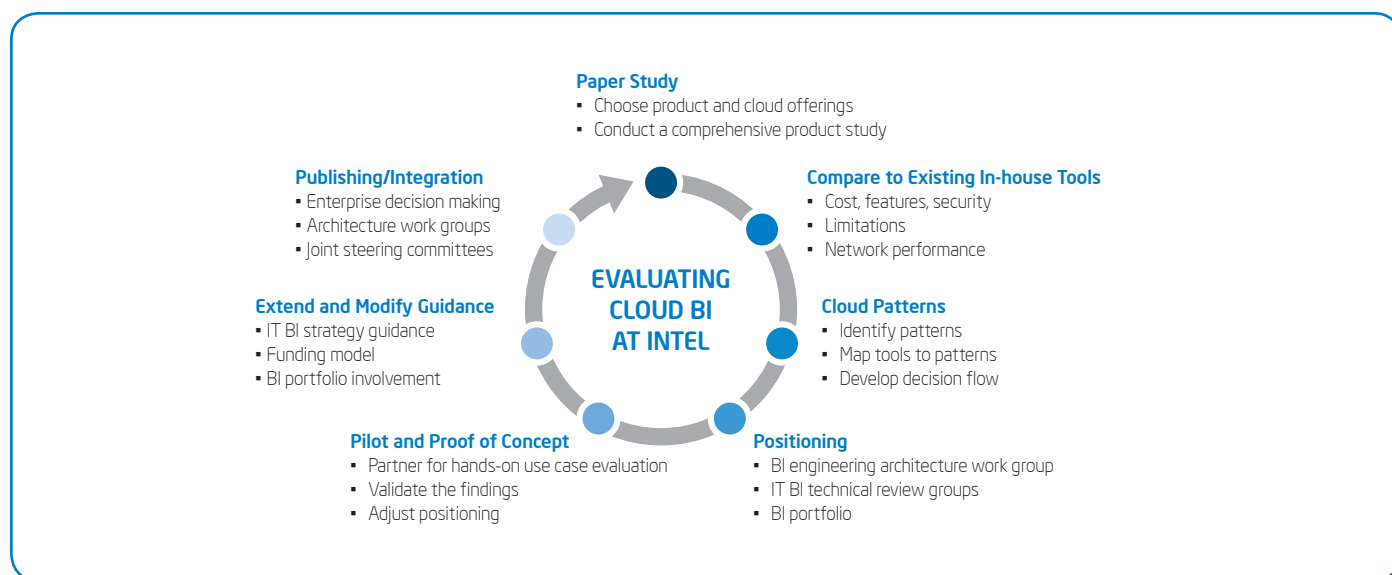 Paper Study
▪ Choose product and cloud offerings
▪ Conduct a comprehensive product study
Compare to Existing In-house Tools
▪ Cost, features, security
▪ Limitations
▪ Network performance
Cloud Patterns
▪ Identify patterns
▪ Map tools to patterns
▪ Develop decision flow
Positioning
▪ BI engineering architecture work group
▪ IT BI technical review groups
▪ BI portfolio
Pilot and Proof of Concept
▪ Partner for hands-on use case evaluation
▪ Validate the findings
▪ Adjust positioning
Extend and Modify Guidance
▪ IT BI strategy guidance
▪ Funding model
▪ BI portfolio involvement
Publishing/Integration
▪ Enterprise decision making
▪ Architecture work groups
▪ Joint steering committees
EVALUATING
CLOUD BI
AT INTEL